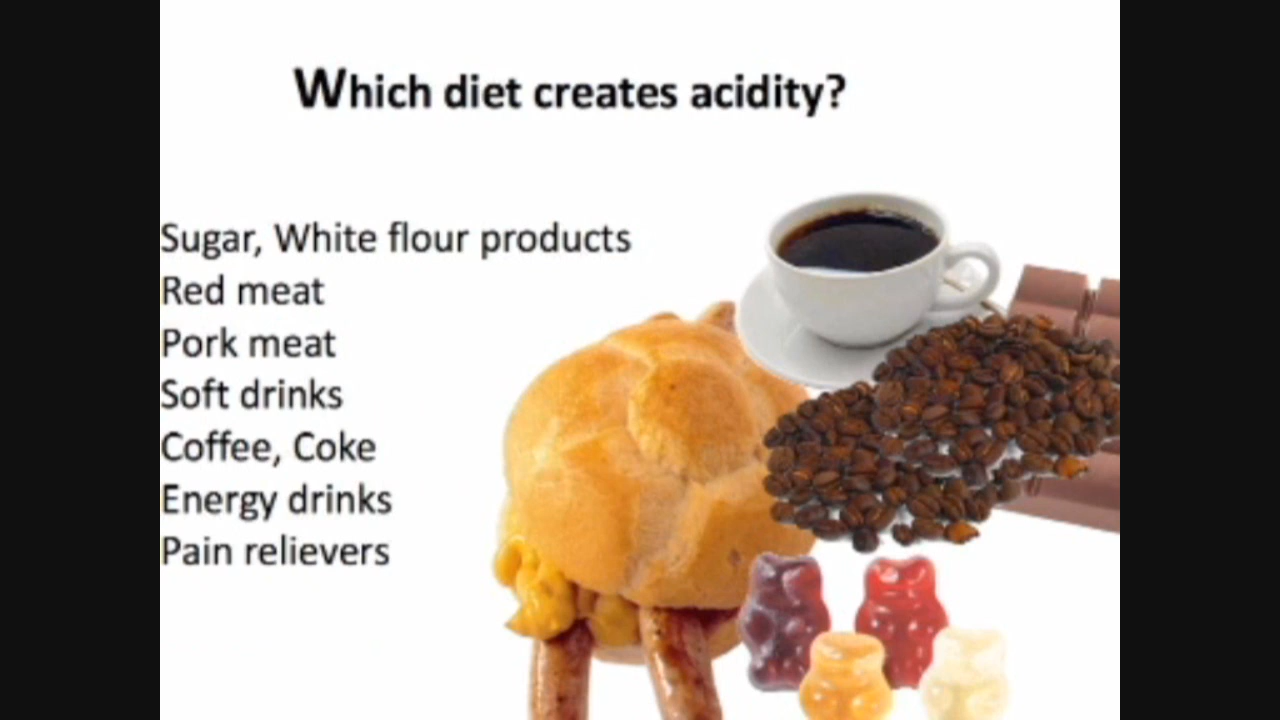 Which diet creates acidity?
Sugar, White flour products
Red meat
Pork meat
Soft drinks
Coffee, Coke
Energy drinks
Pain relievers